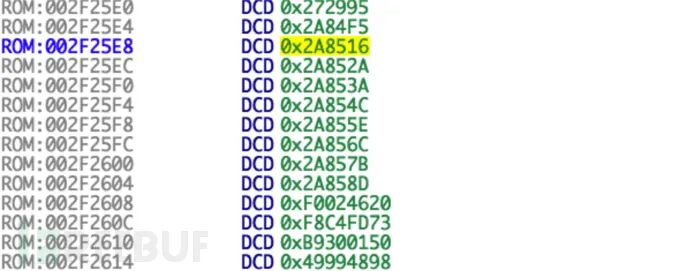 ROM:002F25E0 DCD 0x272995
ROM:002F25E4 DCD 0x2A84F5
ROM:002F25E8 DCD 0x2A8516
ROM:002F25EC DCD 0x2A852A
ROM:002F25F0 DCD 0x2A853A
ROM:002F25F4 DCD 0x2A854C
ROM:002F25F8 DCD 0x2A855E
ROM:002F25FC DCD 0x2A856C
ROM:002F2600 DCD 0x2A857B
ROM:002F2604 DCD 0x2A858D
ROM:002F2608 DCD 0xF0024620
ROM:002F260C DCD 0xF8C4FD73
ROM:002F2610 DCD 0xB9300150
ROM:002F2614 DCD 0x49994898